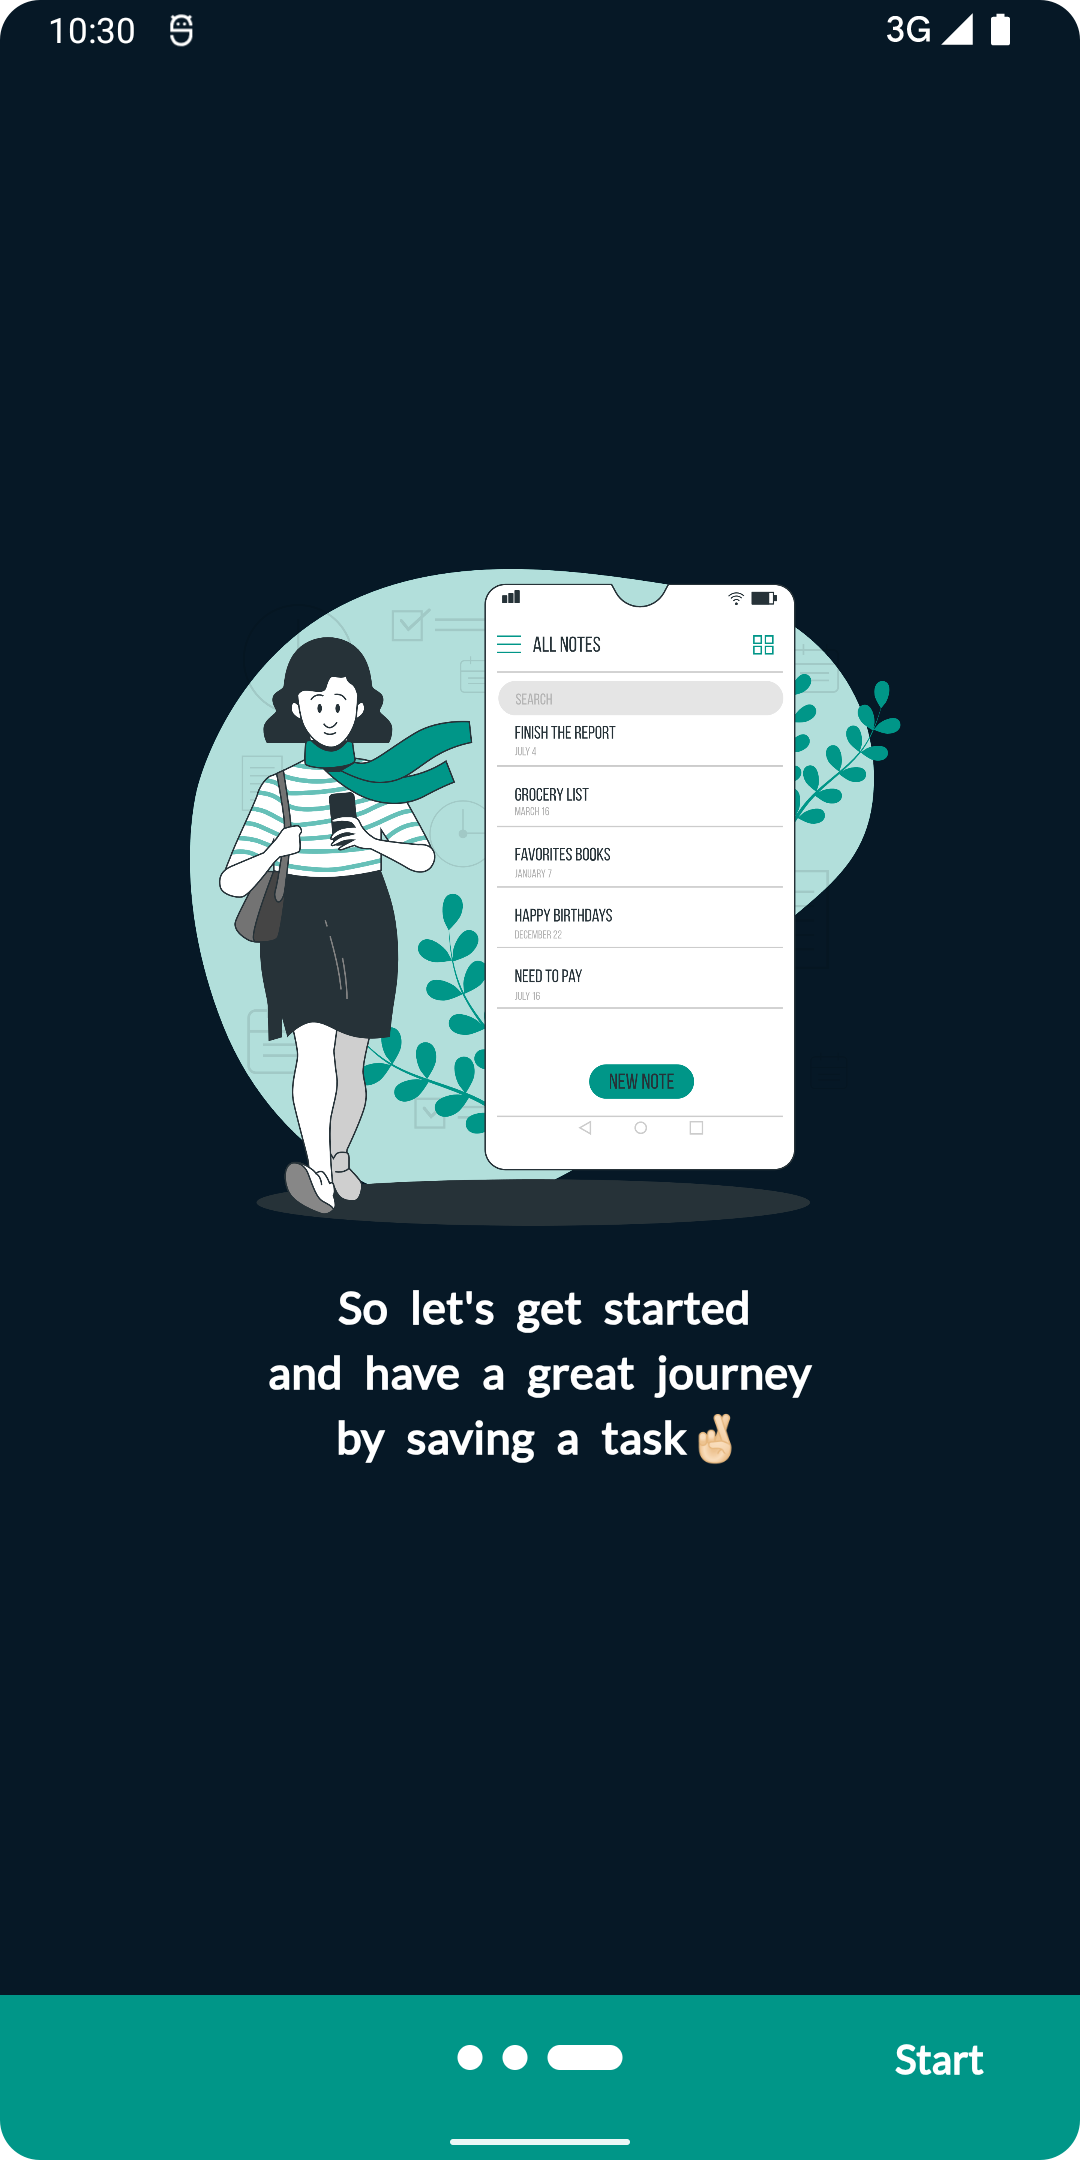 10:30
3G
ALL NOTES
SEARCH
FINISH THE REPORT
JULY 4
GROCERY LIST
MARCH 16
FAVORITES BOOKS
JANUARY 7
HAPPY BIRTHDAYS
DECEMBER 22
NEED TO PAY
JULY 16
NEW NOTE
So let's get started
and have a great journey
by saving a task🤞🏻
Start